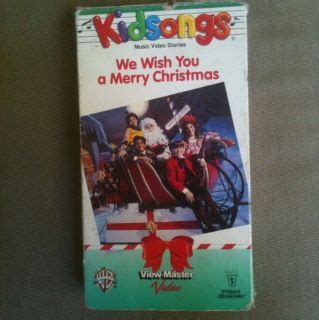 Kidsongs
Music Video Stories
We Wish You
a Merry Christmas
View-Master
Video